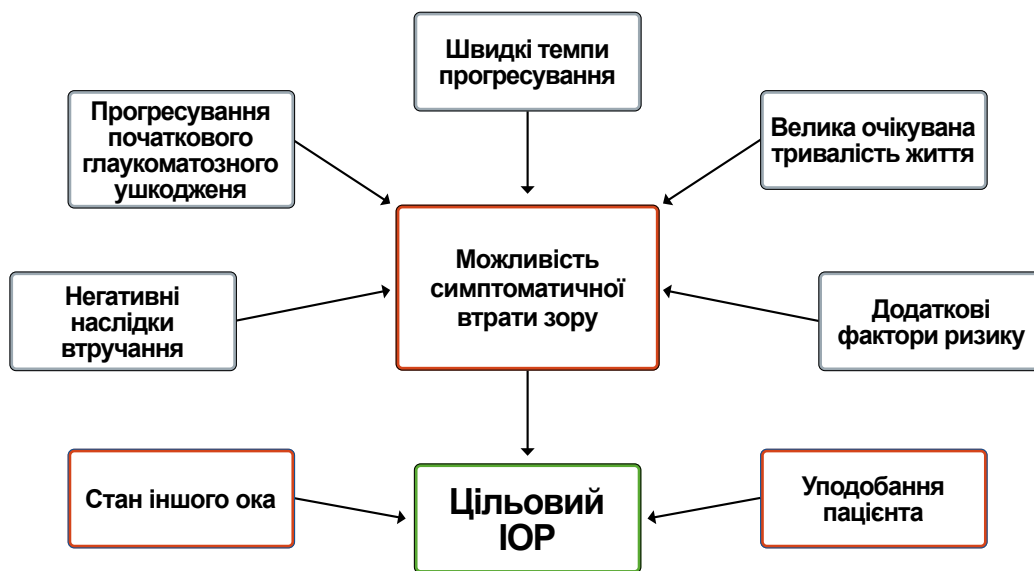 Швидкі темпи
прогресування
Прогресування
початкового
глаукоматозного
ушкодженя
Велика очікувана
тривалість життя
Можливість
симптоматичної
втрати зору
Негативні
наслідки
втручання
Додаткові
фактори ризику
Стан іншого ока
Цільовий
ІОР
Уподобання
пацієнта